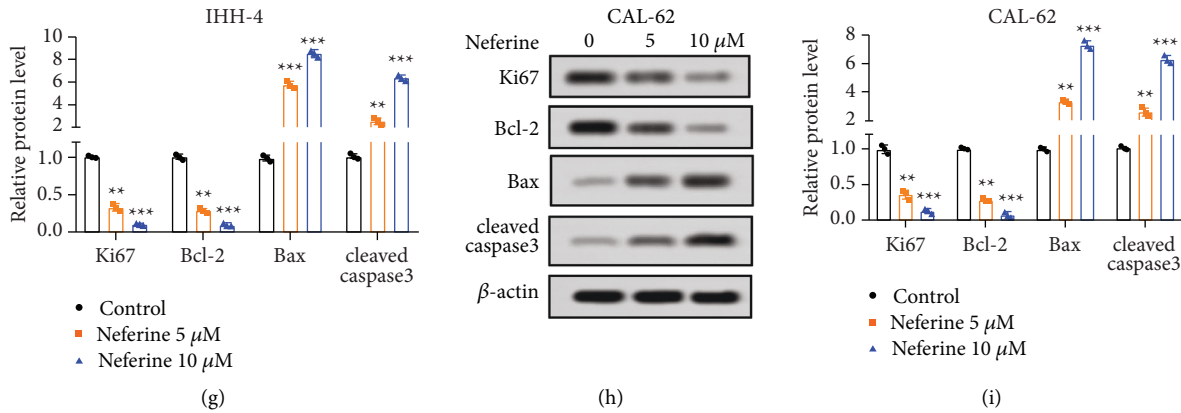 IHH-4
Relative protein level
10
8
6
4
2
1.0
0.5
0.0
** *** ** *** *** *** ** ***
Ki67 Bcl-2 Bax cleaved
caspase3
Control
Neferine 5 μM
Neferine 10 μM
(g)
CAL-62
Neferine 0 5 10 μM
Ki67
Bcl-2
Bax
cleaved
caspase3
β-actin
(h)
CAL-62
Relative protein level
8
6
4
2
1.0
0.5
0.0
** *** ** *** ** *** ** ***
Ki67 Bcl-2 Bax cleaved
caspase3
Control
Neferine 5 μM
Neferine 10 μM
(i)